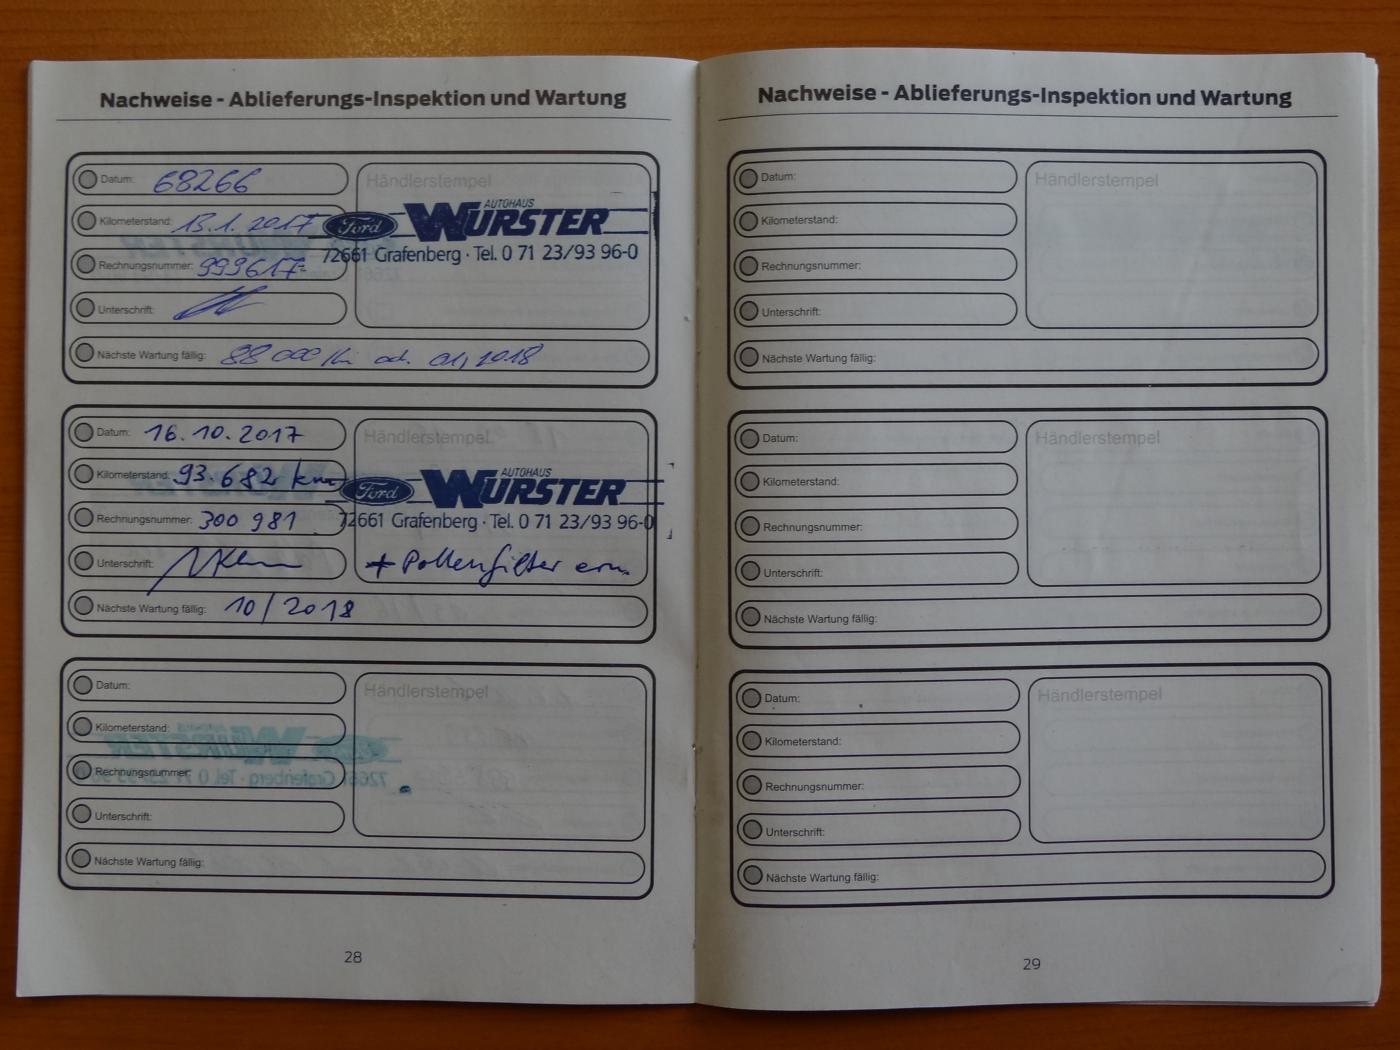 Nachweise - Ablieferungs-Inspektion und Wartung
Datum: 68266
Händlerstempel
Kilometerstand: 13.1.2017
AUTOHAUS
Ford WURSTER
72661 Grafenberg · Tel. 0 71 23/93 96-0
Rechnungsnummer: 999617
Unterschrift:
Nächste Wartung fällig: 88 000 Km od. 01/2018
Datum: 16.10.2017
Händlerstempel
Kilometerstand: 93.682 km
AUTOHAUS
Ford WURSTER
72661 Grafenberg · Tel. 0 71 23/93 96-0
Rechnungsnummer: 300 981
Unterschrift:
+ Pollenfilter ern.
Nächste Wartung fällig: 10/2018
Datum:
Händlerstempel
Kilometerstand:
Rechnungsnummer:
Unterschrift:
Nächste Wartung fällig:
28
Nachweise - Ablieferungs-Inspektion und Wartung
Datum:
Händlerstempel
Kilometerstand:
Rechnungsnummer:
Unterschrift:
Nächste Wartung fällig:
Datum:
Händlerstempel
Kilometerstand:
Rechnungsnummer:
Unterschrift:
Nächste Wartung fällig:
Datum:
Händlerstempel
Kilometerstand:
Rechnungsnummer:
Unterschrift:
Nächste Wartung fällig:
29